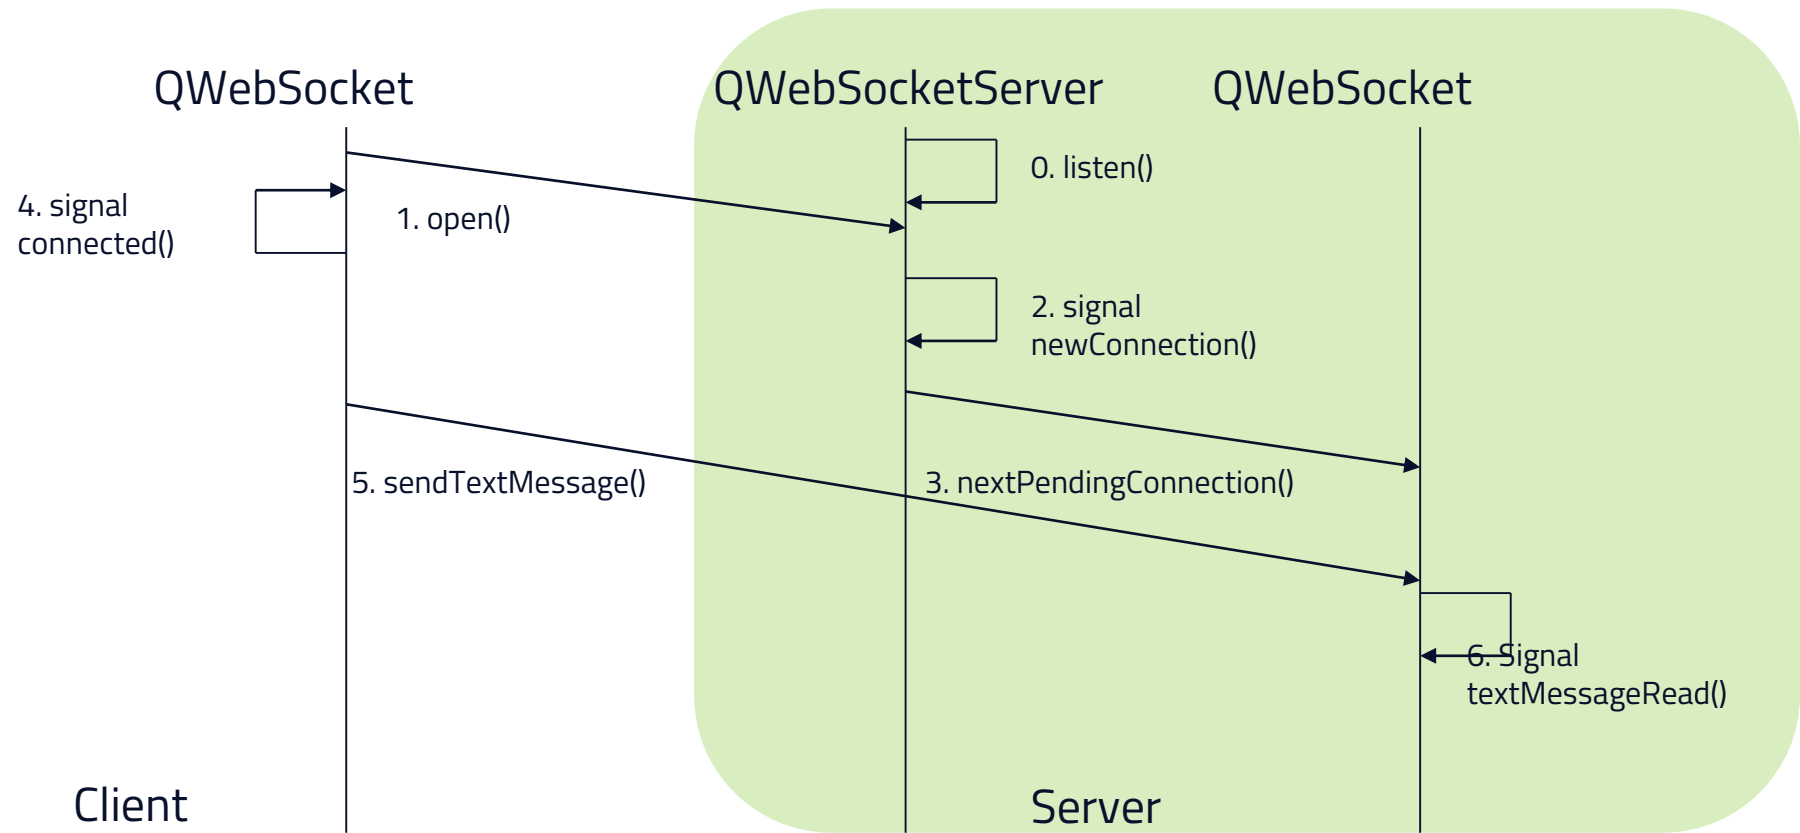 QWebSocket
QWebSocketServer
QWebSocket
0. listen()
4. signal
connected()
1. open()
2. signal
newConnection()
5. sendTextMessage()
3. nextPendingConnection()
6. Signal
textMessageRead()
Client
Server